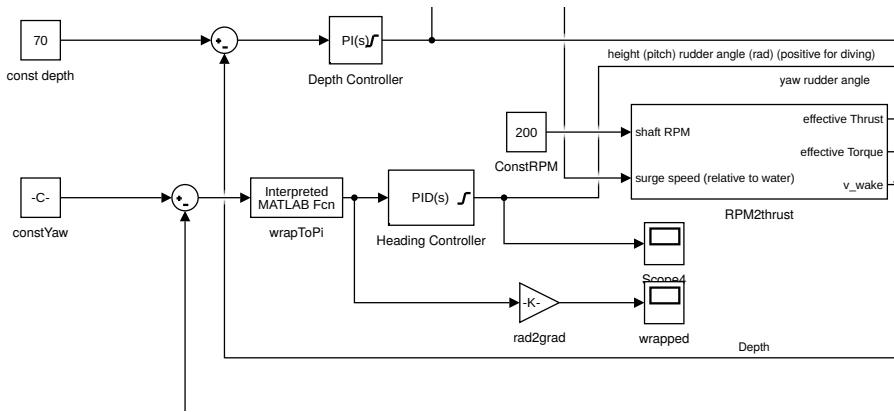 70
const depth
PI(s)
Depth Controller
height (pitch) rudder angle (rad) (positive for diving)
yaw rudder angle
200
ConstRPM
shaft RPM
surge speed (relative to water)
effective Thrust
effective Torque
v_wake
RPM2thrust
-C-
constYaw
Interpreted
MATLAB Fcn
wrapToPi
PID(s)
Heading Controller
Scope4
-K-
rad2grad
wrapped
Depth